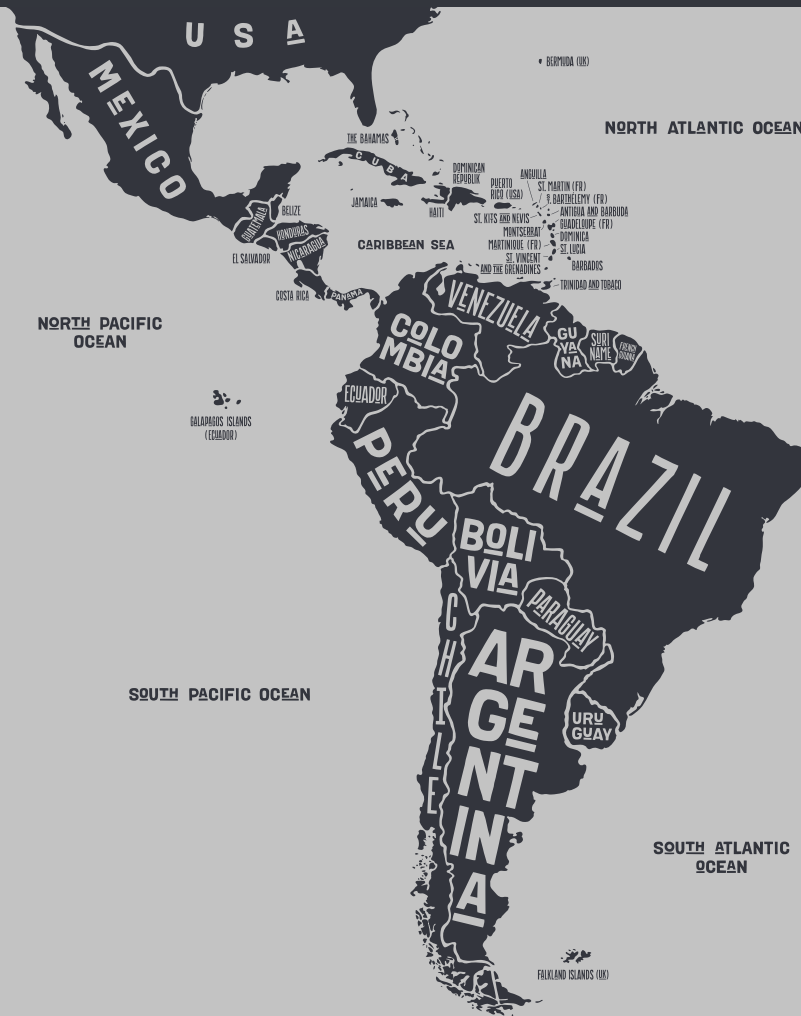 USA
MEXICO
BERMUDA (UK)
NORTH ATLANTIC OCEAN
THE BAHAMAS
CUBA
DOMINICAN
REPUBLIK
PUERTO
RICO (USA)
ANGUILLA
ST. MARTIN (FR)
B. BARTHELEMY (FR)
JAMAICA
HAITI
ST. KITS AND NEVIS
ANTIGUA AND BARBUDA
GUADELOUPE (FR)
MONTSERRAT
DOMINICA
MARTINIQUE (FR)
ST. LUCIA
ST. VINCENT
AND THE GRENADINES
BARBADOS
TRINIDAD AND TOBACO
BELIZE
GUATEMALA
HONDURAS
NICARAGUA
EL SALVADOR
COSTA RICA
PANAMA
CARIBBEAN SEA
NORTH PACIFIC
OCEAN
VENEZUELA
COLO
MBIA
GU
YA
NA
SURI
NAME
FRENCH
GUIANA
ECUADOR
GALAPAGOS ISLANDS
(ECUADOR)
BRAZIL
PERU
BOLI
VIA
PARAGUAY
CHILE
AR
GE
NT
IN
A
URU
GUAY
SOUTH PACIFIC OCEAN
SOUTH ATLANTIC
OCEAN
FALKLAND ISLANDS (UK)